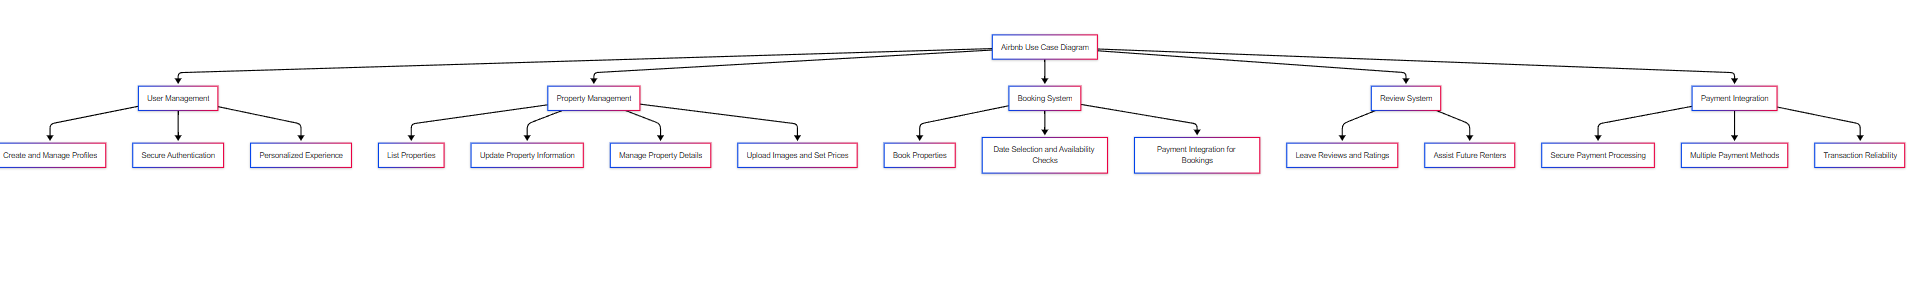 Airbnb Use Case Diagram
User Management
Property Management
Booking System
Review System
Payment Integration
Create and Manage Profiles
Secure Authentication
Personalized Experience
List Properties
Update Property Information
Manage Property Details
Upload Images and Set Prices
Book Properties
Date Selection and Availability
Checks
Payment Integration for
Bookings
Leave Reviews and Ratings
Assist Future Renters
Secure Payment Processing
Multiple Payment Methods
Transaction Reliability